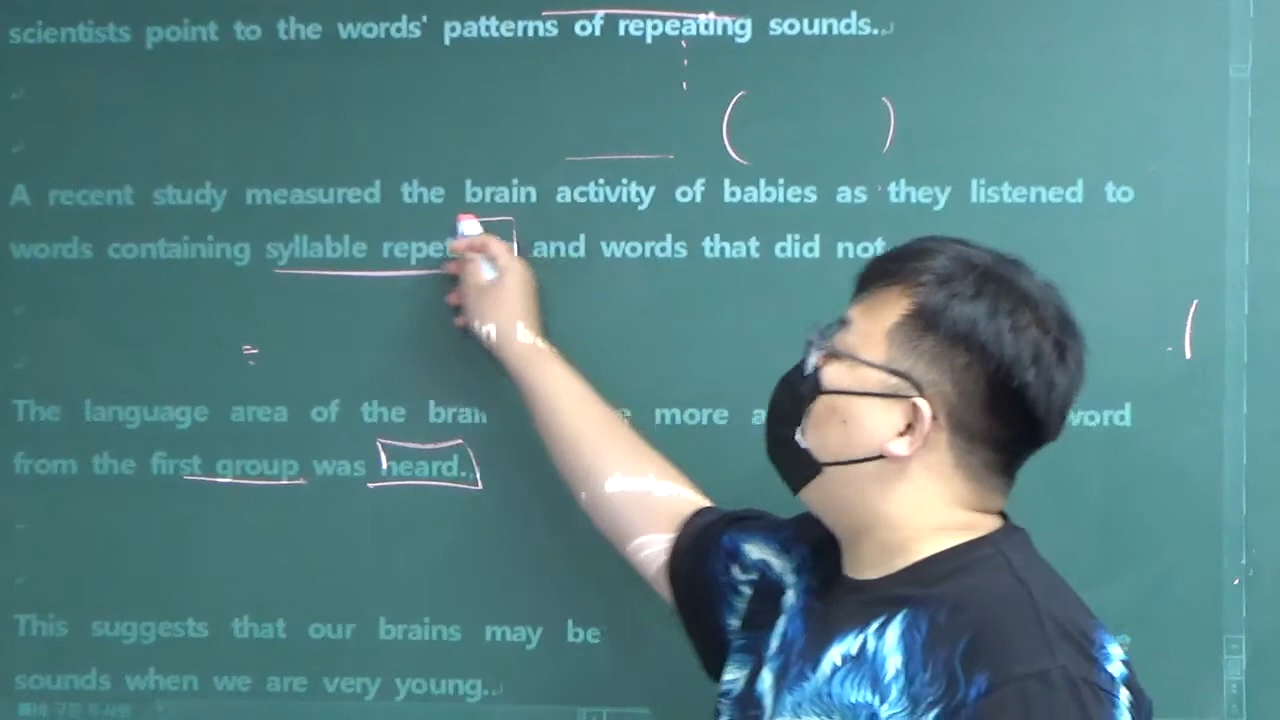 scientists point to the words' patterns of repeating sounds.
A recent study measured the brain activity of babies as they listened to
words containing syllable and words that did not
The language area of the more word
from the first group was heard.
This suggests that our brains may be
sounds when we are very young.